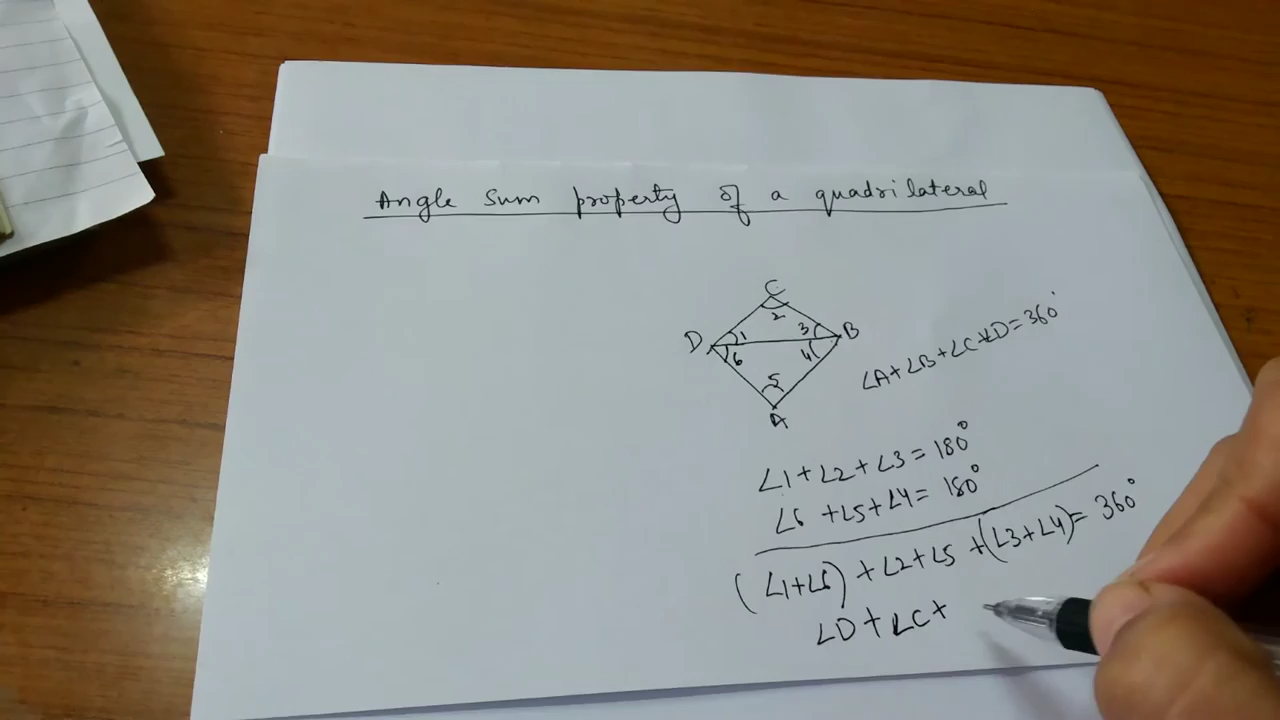 Angle Sum property of a quadrilateral
C
2
D 1 3 B
6 4
5
A
∠A+∠B+∠C+∠D=360°
∠1+∠2+∠3=180°
∠6+∠5+∠4=180°
(∠1+∠6)+∠2+∠5+(∠3+∠4)=360°
∠D+∠C+